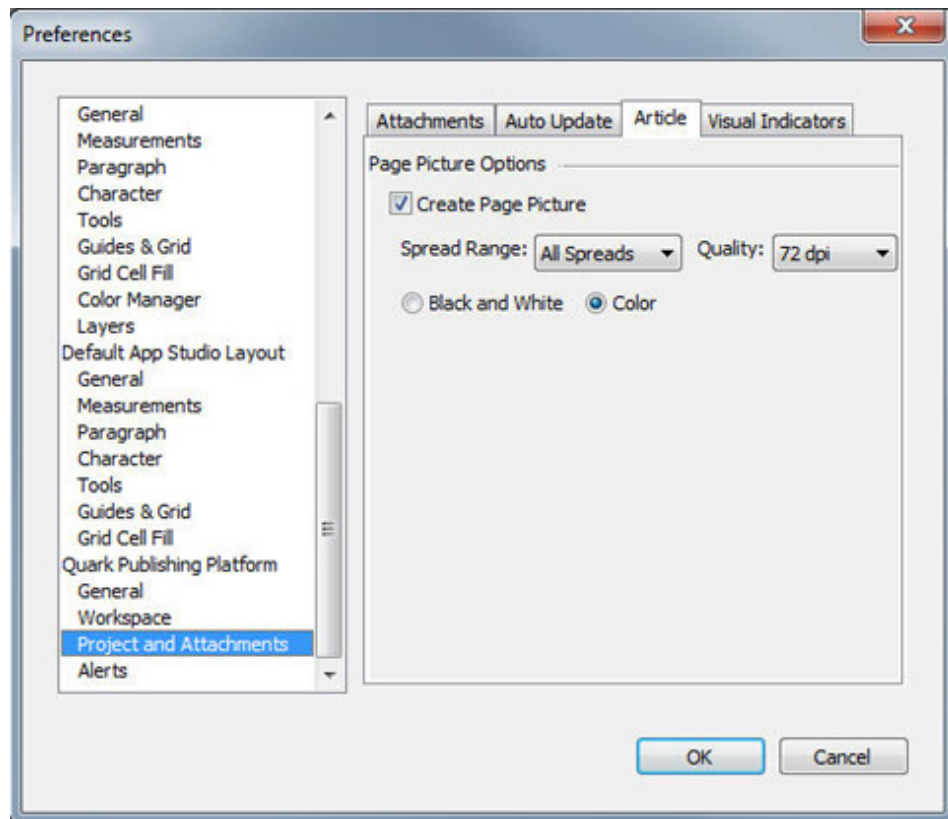 Preferences
General
Measurements
Paragraph
Character
Tools
Guides & Grid
Grid Cell Fill
Color Manager
Layers
Default App Studio Layout
General
Measurements
Paragraph
Character
Tools
Guides & Grid
Grid Cell Fill
Quark Publishing Platform
General
Workspace
Project and Attachments
Alerts
Attachments Auto Update Article Visual Indicators
Page Picture Options
Create Page Picture
Spread Range: All Spreads Quality: 72 dpi
Black and White Color
OK Cancel